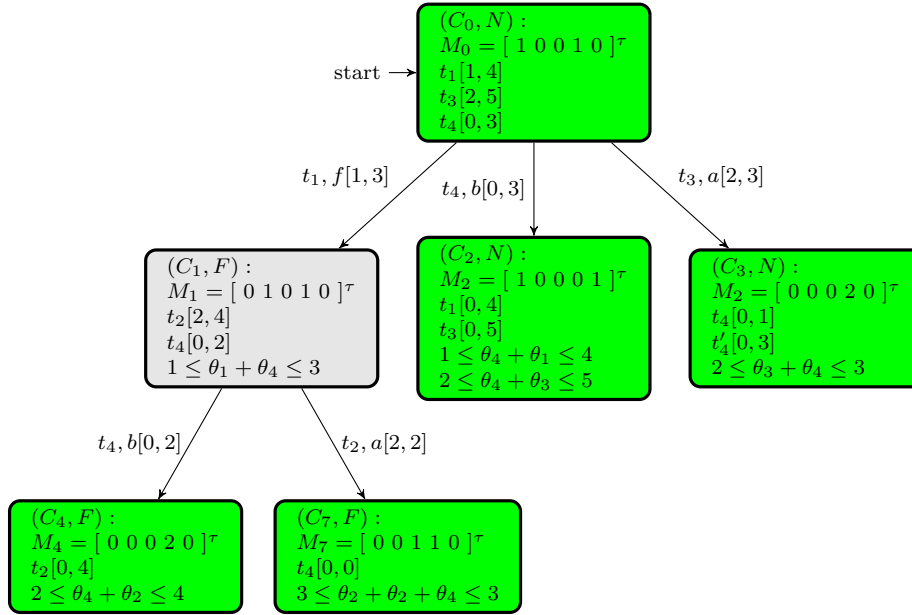 (C₀, N) :
M₀ = [ 1 0 0 1 0 ]^τ
t₁[1, 4]
t₃[2, 5]
t₄[0, 3]
start
t₁, f[1, 3]
t₄, b[0, 3]
t₃, a[2, 3]
(C₁, F) :
M₁ = [ 0 1 0 1 0 ]^τ
t₂[2, 4]
t₄[0, 2]
1 ≤ θ₁ + θ₄ ≤ 3
(C₂, N) :
M₂ = [ 1 0 0 0 1 ]^τ
t₁[0, 4]
t₃[0, 5]
1 ≤ θ₄ + θ₁ ≤ 4
2 ≤ θ₄ + θ₃ ≤ 5
(C₃, N) :
M₂ = [ 0 0 0 2 0 ]^τ
t₄[0, 1]
t′₄[0, 3]
2 ≤ θ₃ + θ₄ ≤ 3
t₄, b[0, 2]
t₂, a[2, 2]
(C₄, F) :
M₄ = [ 0 0 0 2 0 ]^τ
t₂[0, 4]
2 ≤ θ₄ + θ₂ ≤ 4
(C₇, F) :
M₇ = [ 0 0 1 1 0 ]^τ
t₄[0, 0]
3 ≤ θ₂ + θ₂ + θ₄ ≤ 3